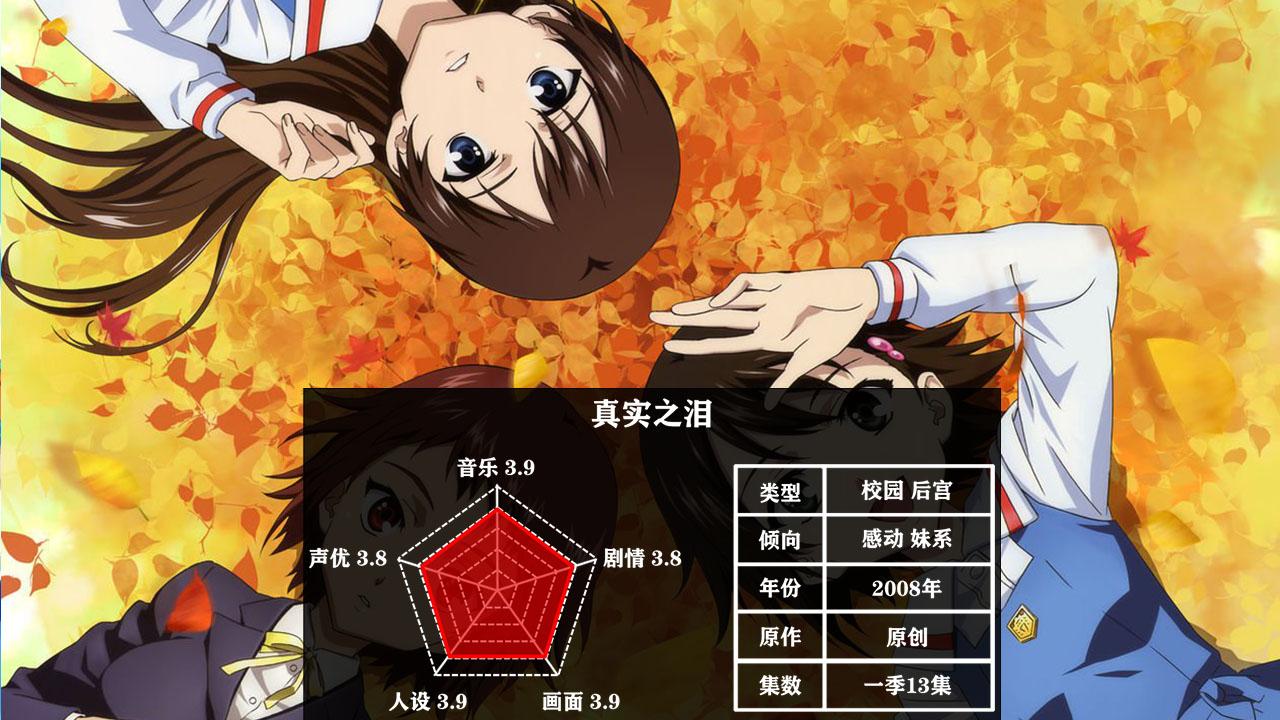 真实之泪
音乐 3.9
声优 3.8
剧情 3.8
人设 3.9
画面 3.9
类型 校园 后宫
倾向 感动 妹系
年份 2008年
原作 原创
集数 一季13集